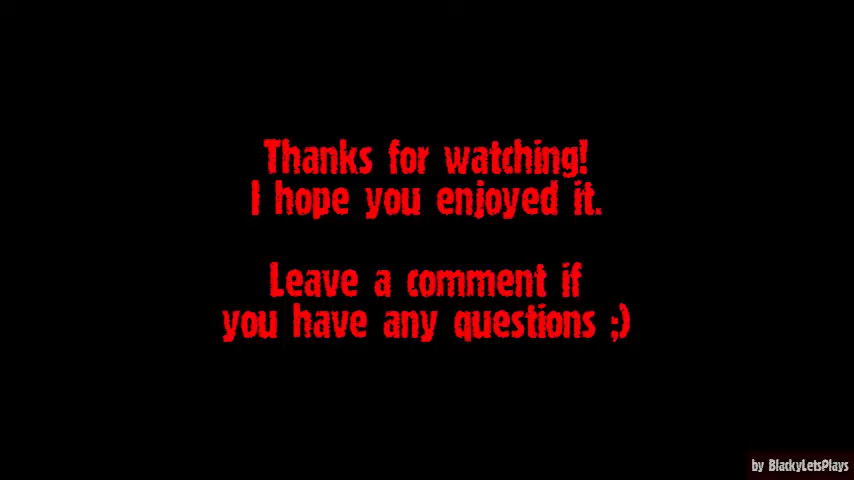 Thanks for watching!
I hope you enjoyed it.
Leave a comment if
you have any questions ;)
by BlackyLetsPlays